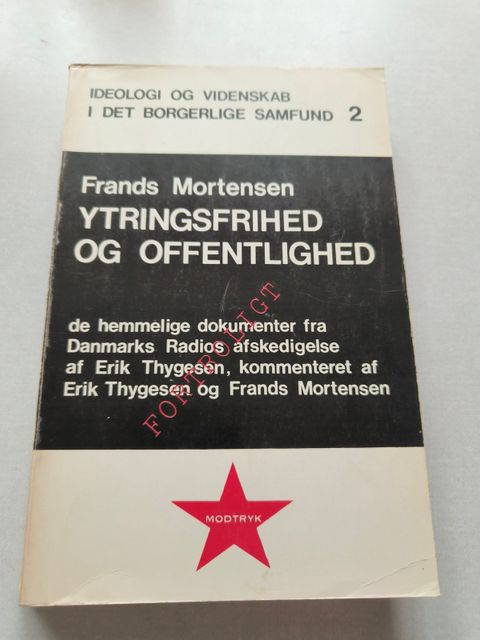 IDEOLOGI OG VIDENSKAB
I DET BORGERLIGE SAMFUND 2
Frands Mortensen
YTRINGSFRIHED
OG OFFENTLIGHED
FORTROLIGT
de hemmelige dokumenter fra
Danmarks Radios afskedigelse
af Erik Thygesen, kommenteret af
Erik Thygesen og Frands Mortensen
MODTRYK